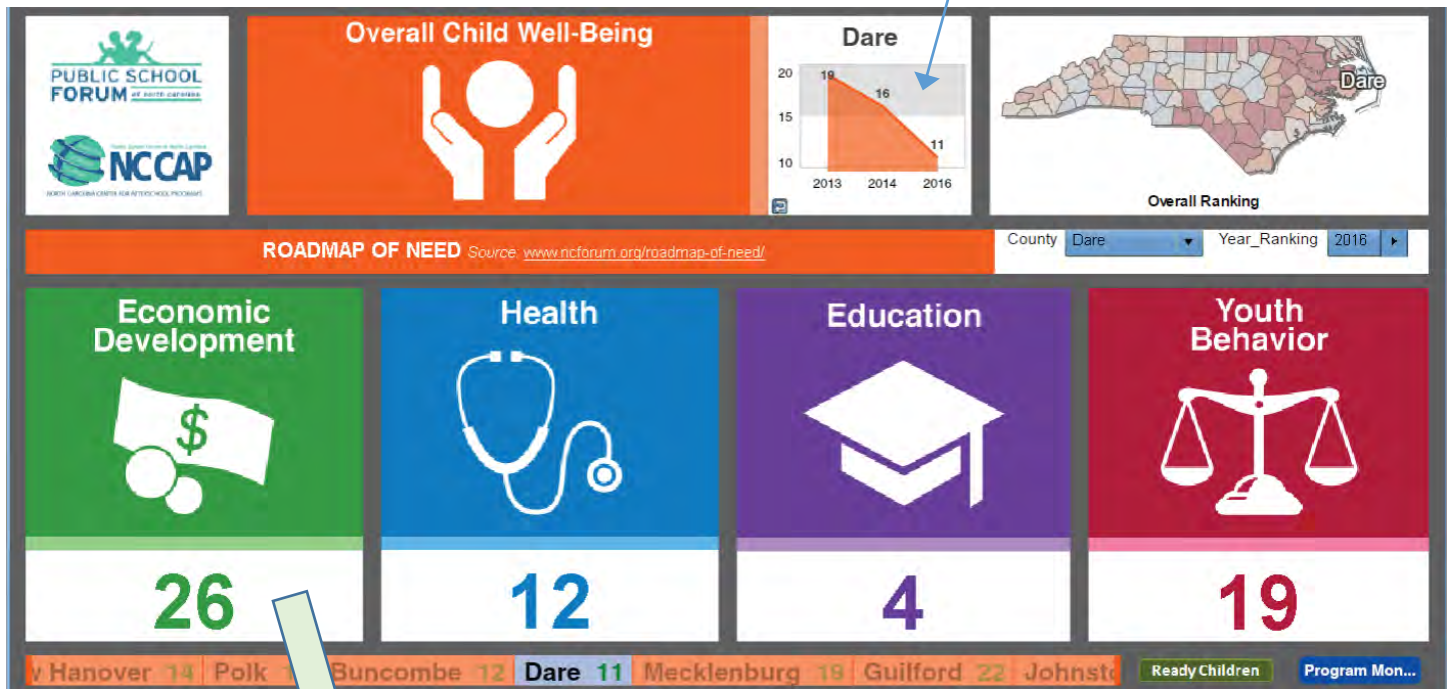 PUBLIC SCHOOL
FORUM of north carolina
NCCAP
NORTH CAROLINA CENTER FOR AFTERSCHOOL PROGRAMS
Overall Child Well-Being
Dare
20
19
16
15
11
10
2013 2014 2016
Dare
Overall Ranking
ROADMAP OF NEED Source: www.ncforum.org/roadmap-of-need/
County Dare Year_Ranking 2016
Economic
Development
26
Health
12
Education
4
Youth
Behavior
19
w Hanover 14 Polk Buncombe 12 Dare 11 Mecklenburg 19 Guilford 22 Johnst
Ready Children
Program Mon...